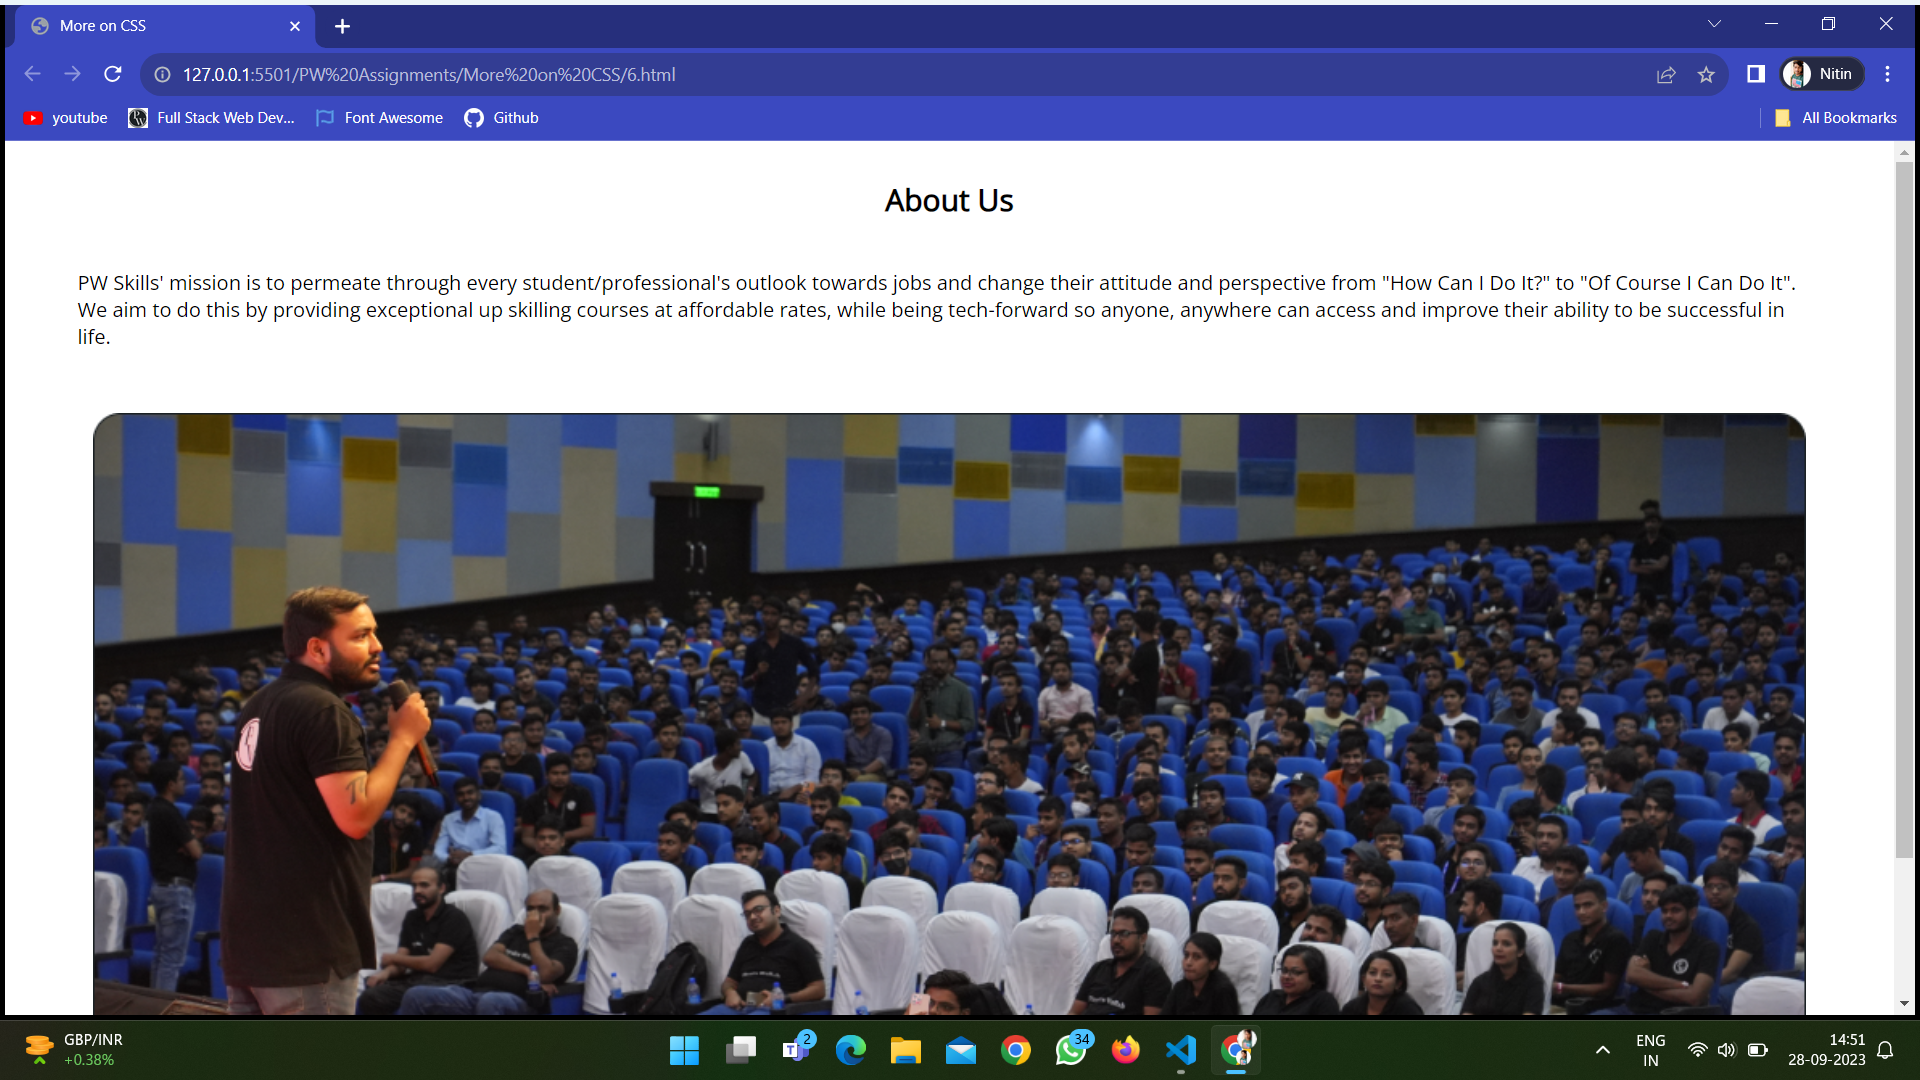 More on CSS
127.0.0.1:5501/PW%20Assignments/More%20on%20CSS/6.html
Nitin
youtube
Full Stack Web Dev...
Font Awesome
Github
All Bookmarks
About Us
PW Skills' mission is to permeate through every student/professional's outlook towards jobs and change their attitude and perspective from "How Can I Do It?" to "Of Course I Can Do It".
We aim to do this by providing exceptional up skilling courses at affordable rates, while being tech-forward so anyone, anywhere can access and improve their ability to be successful in
life.
GBP/INR
+0.38%
2
34
ENG
IN
14:51
28-09-2023